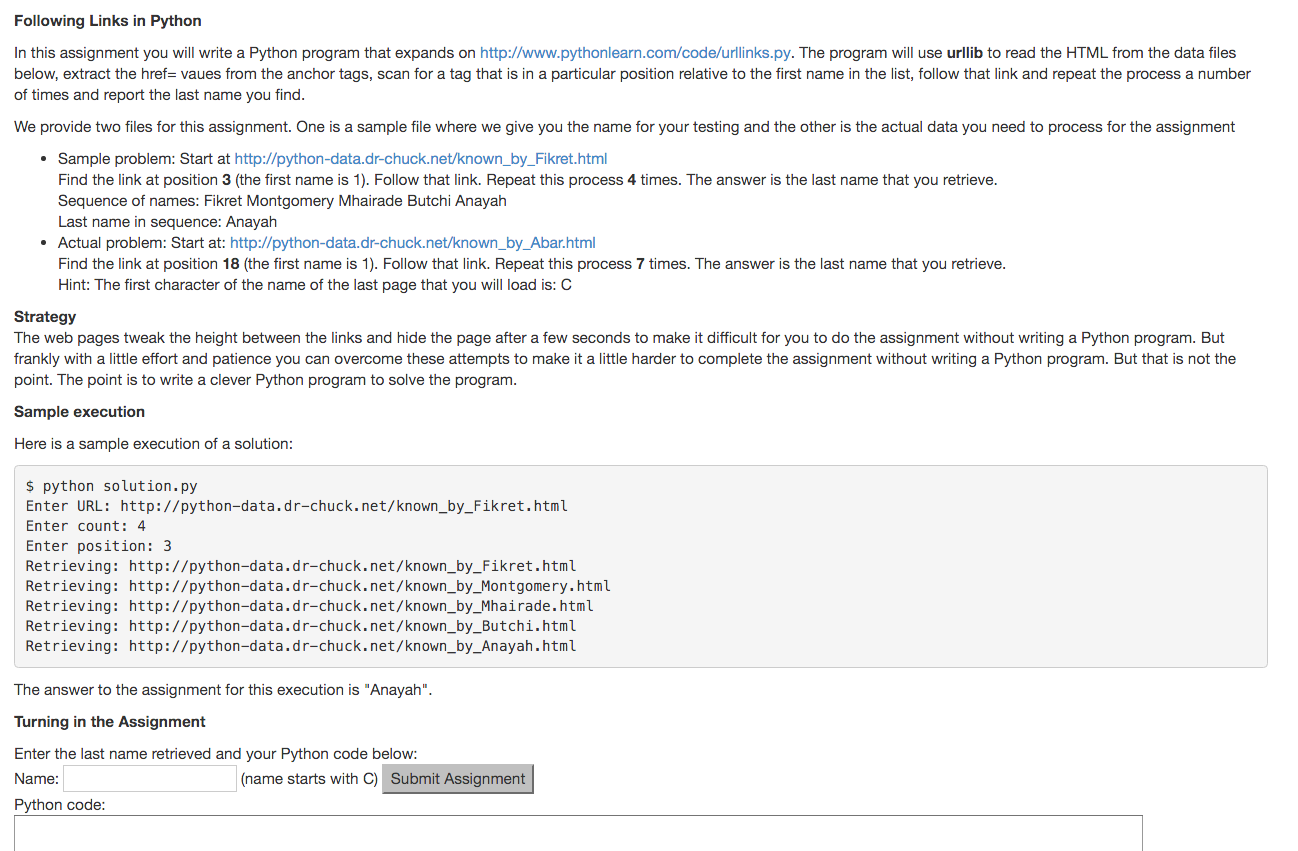 Following Links in Python
In this assignment you will write a Python program that expands on http://www.pythonlearn.com/code/urllinks.py. The program will use urllib to read the HTML from the data files
below, extract the href= vaues from the anchor tags, scan for a tag that is in a particular position relative to the first name in the list, follow that link and repeat the process a number
of times and report the last name you find.
We provide two files for this assignment. One is a sample file where we give you the name for your testing and the other is the actual data you need to process for the assignment
• Sample problem: Start at http://python-data.dr-chuck.net/known_by_Fikret.html
Find the link at position 3 (the first name is 1). Follow that link. Repeat this process 4 times. The answer is the last name that you retrieve.
Sequence of names: Fikret Montgomery Mhairade Butchi Anayah
Last name in sequence: Anayah
• Actual problem: Start at: http://python-data.dr-chuck.net/known_by_Abar.html
Find the link at position 18 (the first name is 1). Follow that link. Repeat this process 7 times. The answer is the last name that you retrieve.
Hint: The first character of the name of the last page that you will load is: C
Strategy
The web pages tweak the height between the links and hide the page after a few seconds to make it difficult for you to do the assignment without writing a Python program. But
frankly with a little effort and patience you can overcome these attempts to make it a little harder to complete the assignment without writing a Python program. But that is not the
point. The point is to write a clever Python program to solve the program.
Sample execution
Here is a sample execution of a solution:
$ python solution.py
Enter URL: http://python-data.dr-chuck.net/known_by_Fikret.html
Enter count: 4
Enter position: 3
Retrieving: http://python-data.dr-chuck.net/known_by_Fikret.html
Retrieving: http://python-data.dr-chuck.net/known_by_Montgomery.html
Retrieving: http://python-data.dr-chuck.net/known_by_Mhairade.html
Retrieving: http://python-data.dr-chuck.net/known_by_Butchi.html
Retrieving: http://python-data.dr-chuck.net/known_by_Anayah.html
The answer to the assignment for this execution is "Anayah".
Turning in the Assignment
Enter the last name retrieved and your Python code below:
Name: (name starts with C) Submit Assignment
Python code: